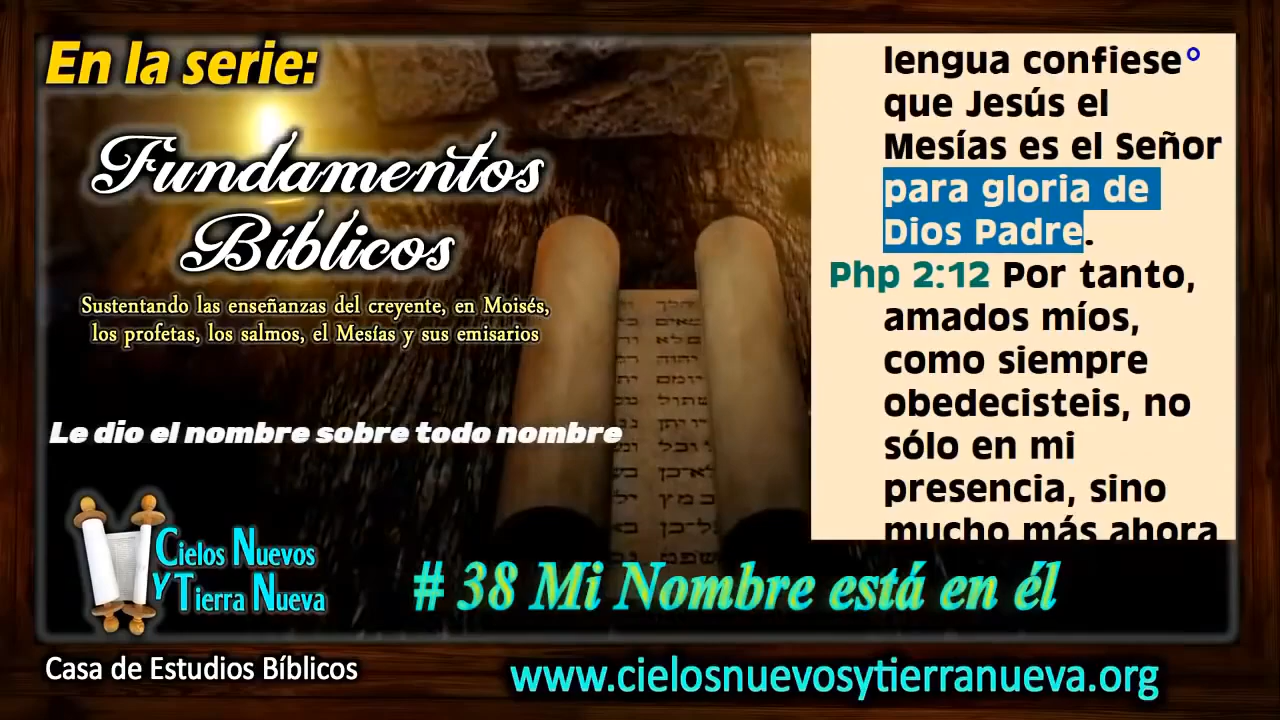 En la serie:
Fundamentos
Bíblicos
Sustentando las enseñanzas del creyente, en Moisés,
los profetas, los salmos, el Mesías y sus emisarios
Le dio el nombre sobre todo nombre
Cielos Nuevos
Y Tierra Nueva
Casa de Estudios Bíblicos
lengua confiese°
que Jesús el
Mesías es el Señor
para gloria de
Dios Padre.
Php 2:12 Por tanto,
amados míos,
como siempre
obedecisteis, no
sólo en mi
presencia, sino
mucho más ahora
# 38 Mi Nombre está en él
www.cielosnuevosytierranueva.org